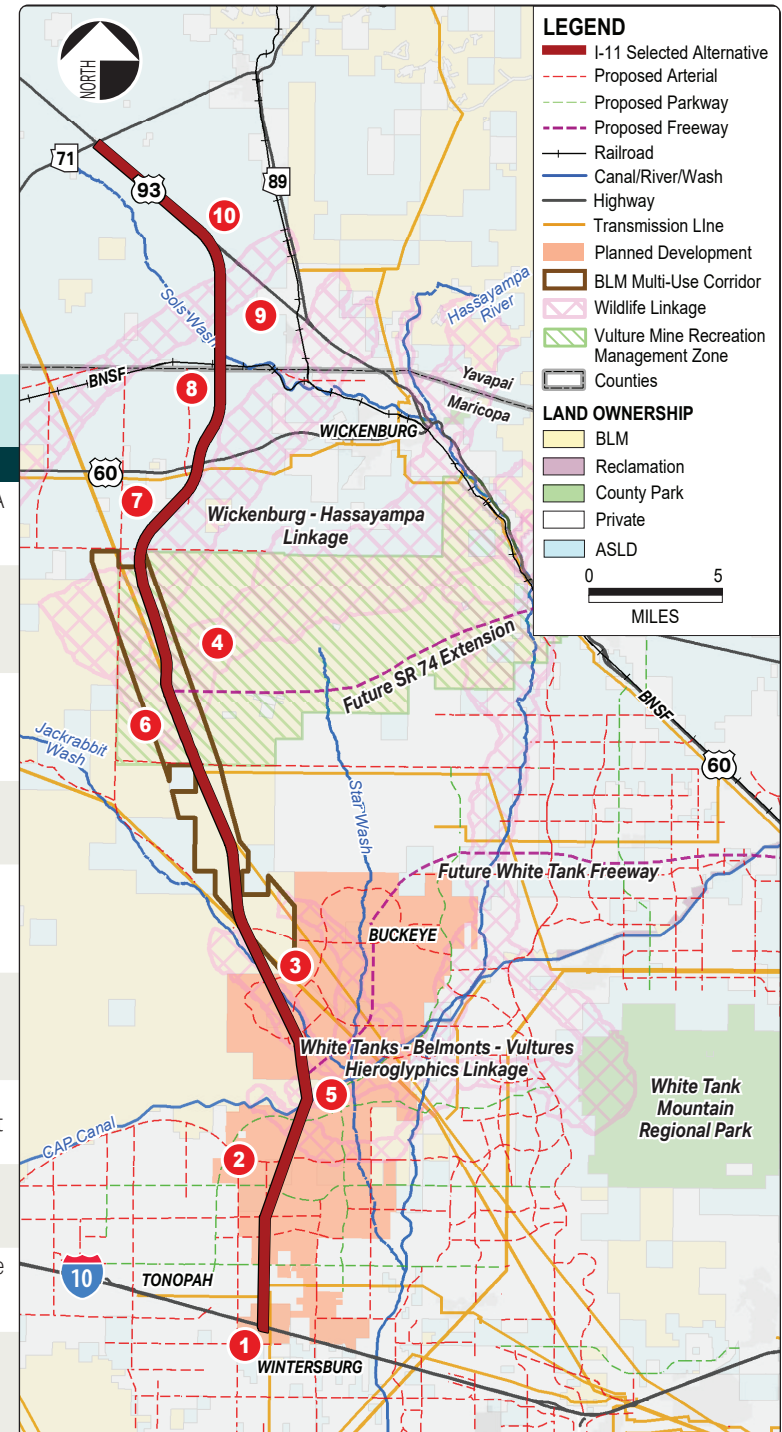 NORTH
71
93
89
10
Sols Wash
9
Hassayampa
River
BNSF
8
Yavapai
Maricopa
WICKENBURG
60
7
Wickenburg - Hassayampa
Linkage
4
Future SR 74 Extension
6
Jackrabbit
Wash
Star Wash
BNSF
60
Future White Tank Freeway
BUCKEYE
3
White Tanks - Belmonts - Vultures
Hieroglyphics Linkage
5
White Tank
Mountain
Regional Park
CAP Canal
2
10
TONOPAH
1
WINTERSBURG
LEGEND
I-11 Selected Alternative
Proposed Arterial
Proposed Parkway
Proposed Freeway
Railroad
Canal/River/Wash
Highway
Transmission LIne
Planned Development
BLM Multi-Use Corridor
Wildlife Linkage
Vulture Mine Recreation
Management Zone
Counties
LAND OWNERSHIP
BLM
Reclamation
County Park
Private
ASLD
0 5
MILES